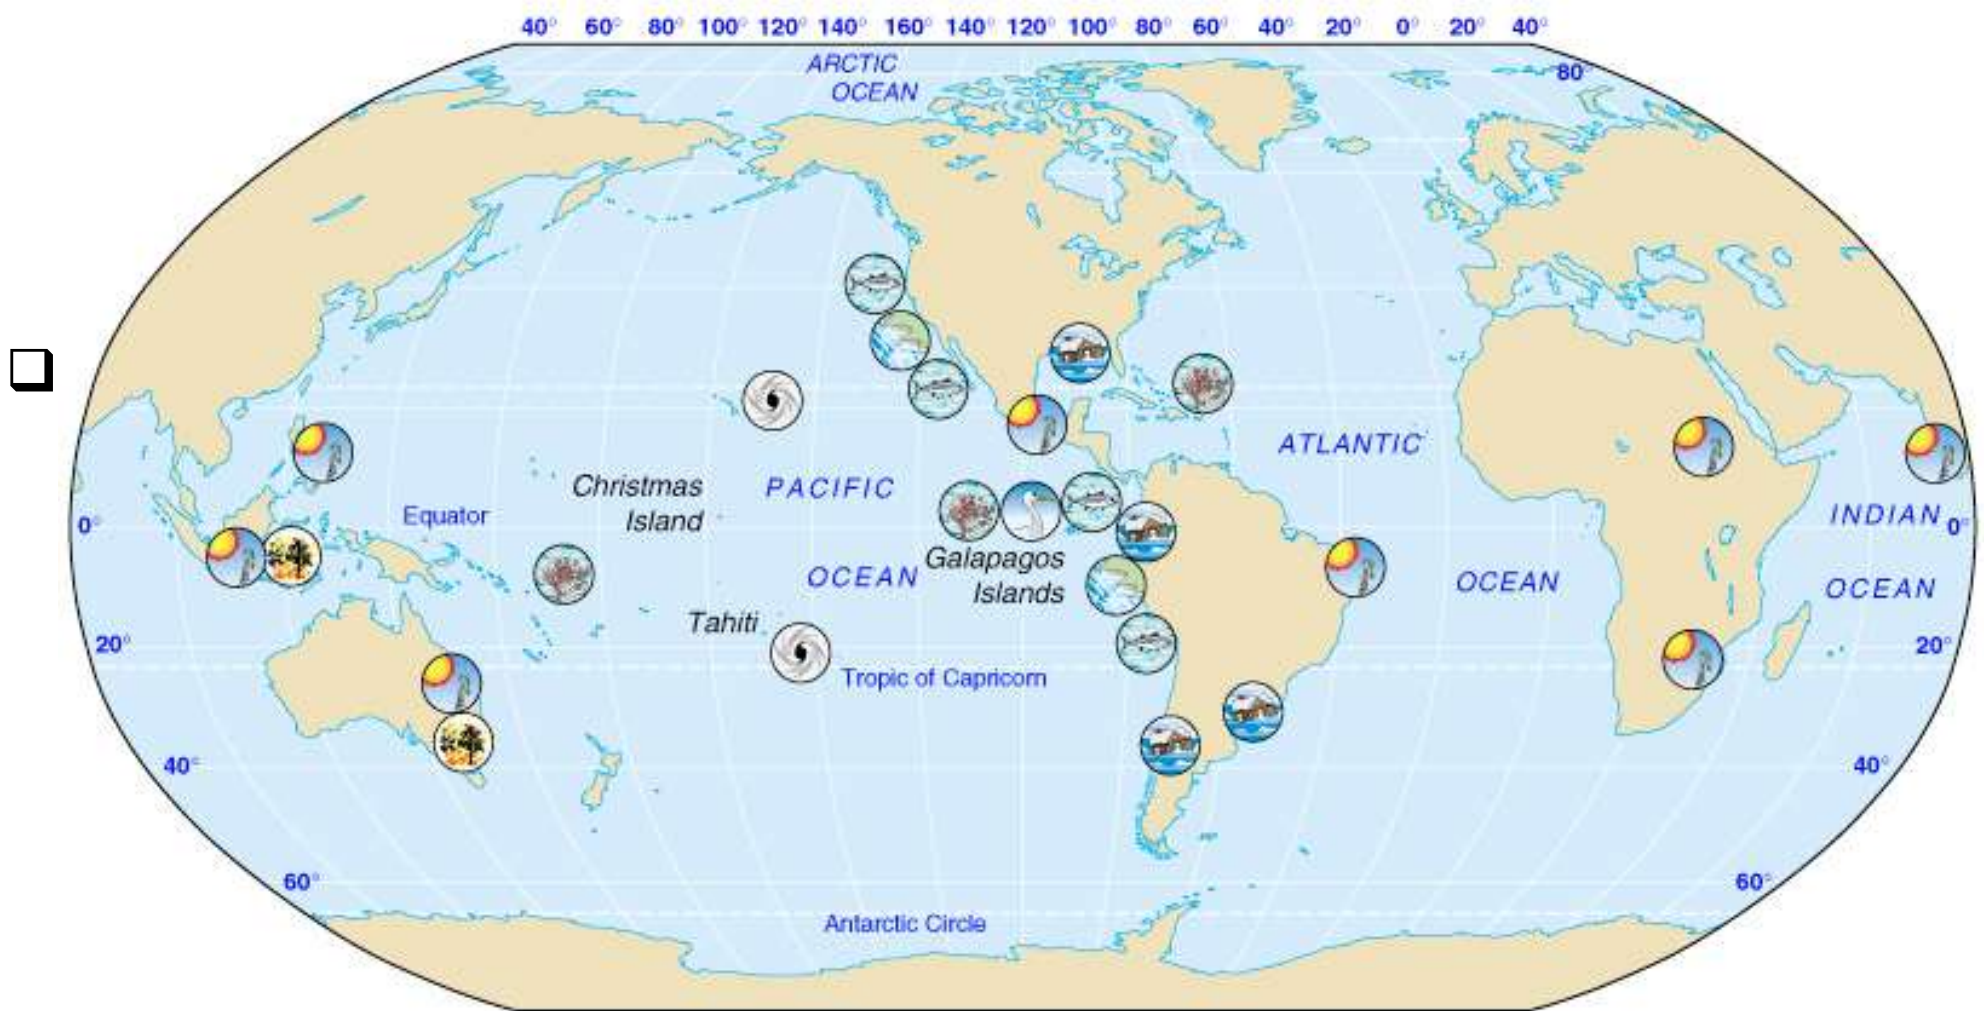 40° 60° 80° 100° 120° 140° 160° 140° 120° 100° 80° 60° 40° 20° 0° 20° 40°
ARCTIC
OCEAN
80°
ATLANTIC
Christmas
Island
PACIFIC
Equator
INDIAN
0°
0°
Galapagos
Islands
OCEAN
OCEAN
OCEAN
Tahiti
20°
20°
Tropic of Capricorn
40°
40°
60°
60°
Antarctic Circle